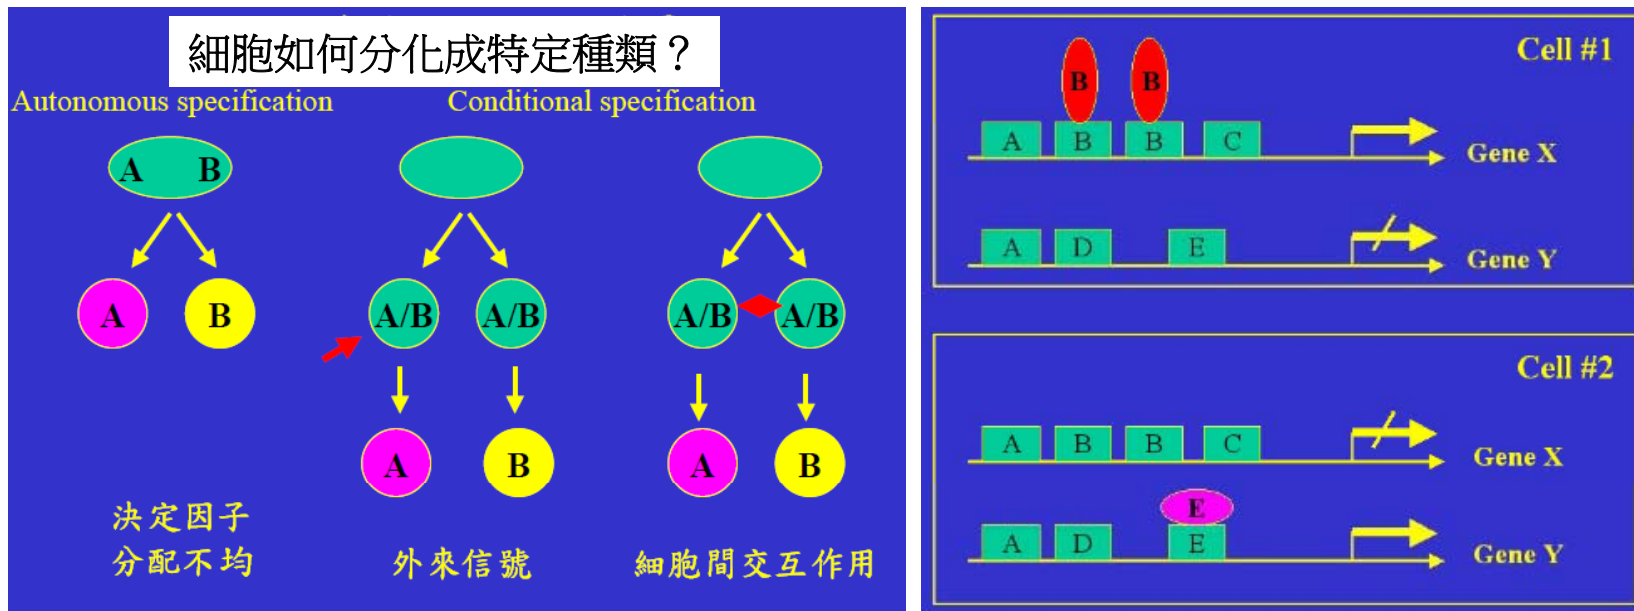 細胞如何分化成特定種類？
Autonomous specification
Conditional specification
A B
A B
A/B A/B
A/B A/B
A B
A B
決定因子
分配不均
外來信號
細胞間交互作用
Cell #1
B B
A B B C
Gene X
A D E
Gene Y
Cell #2
A B B C
Gene X
E
A D E
Gene Y